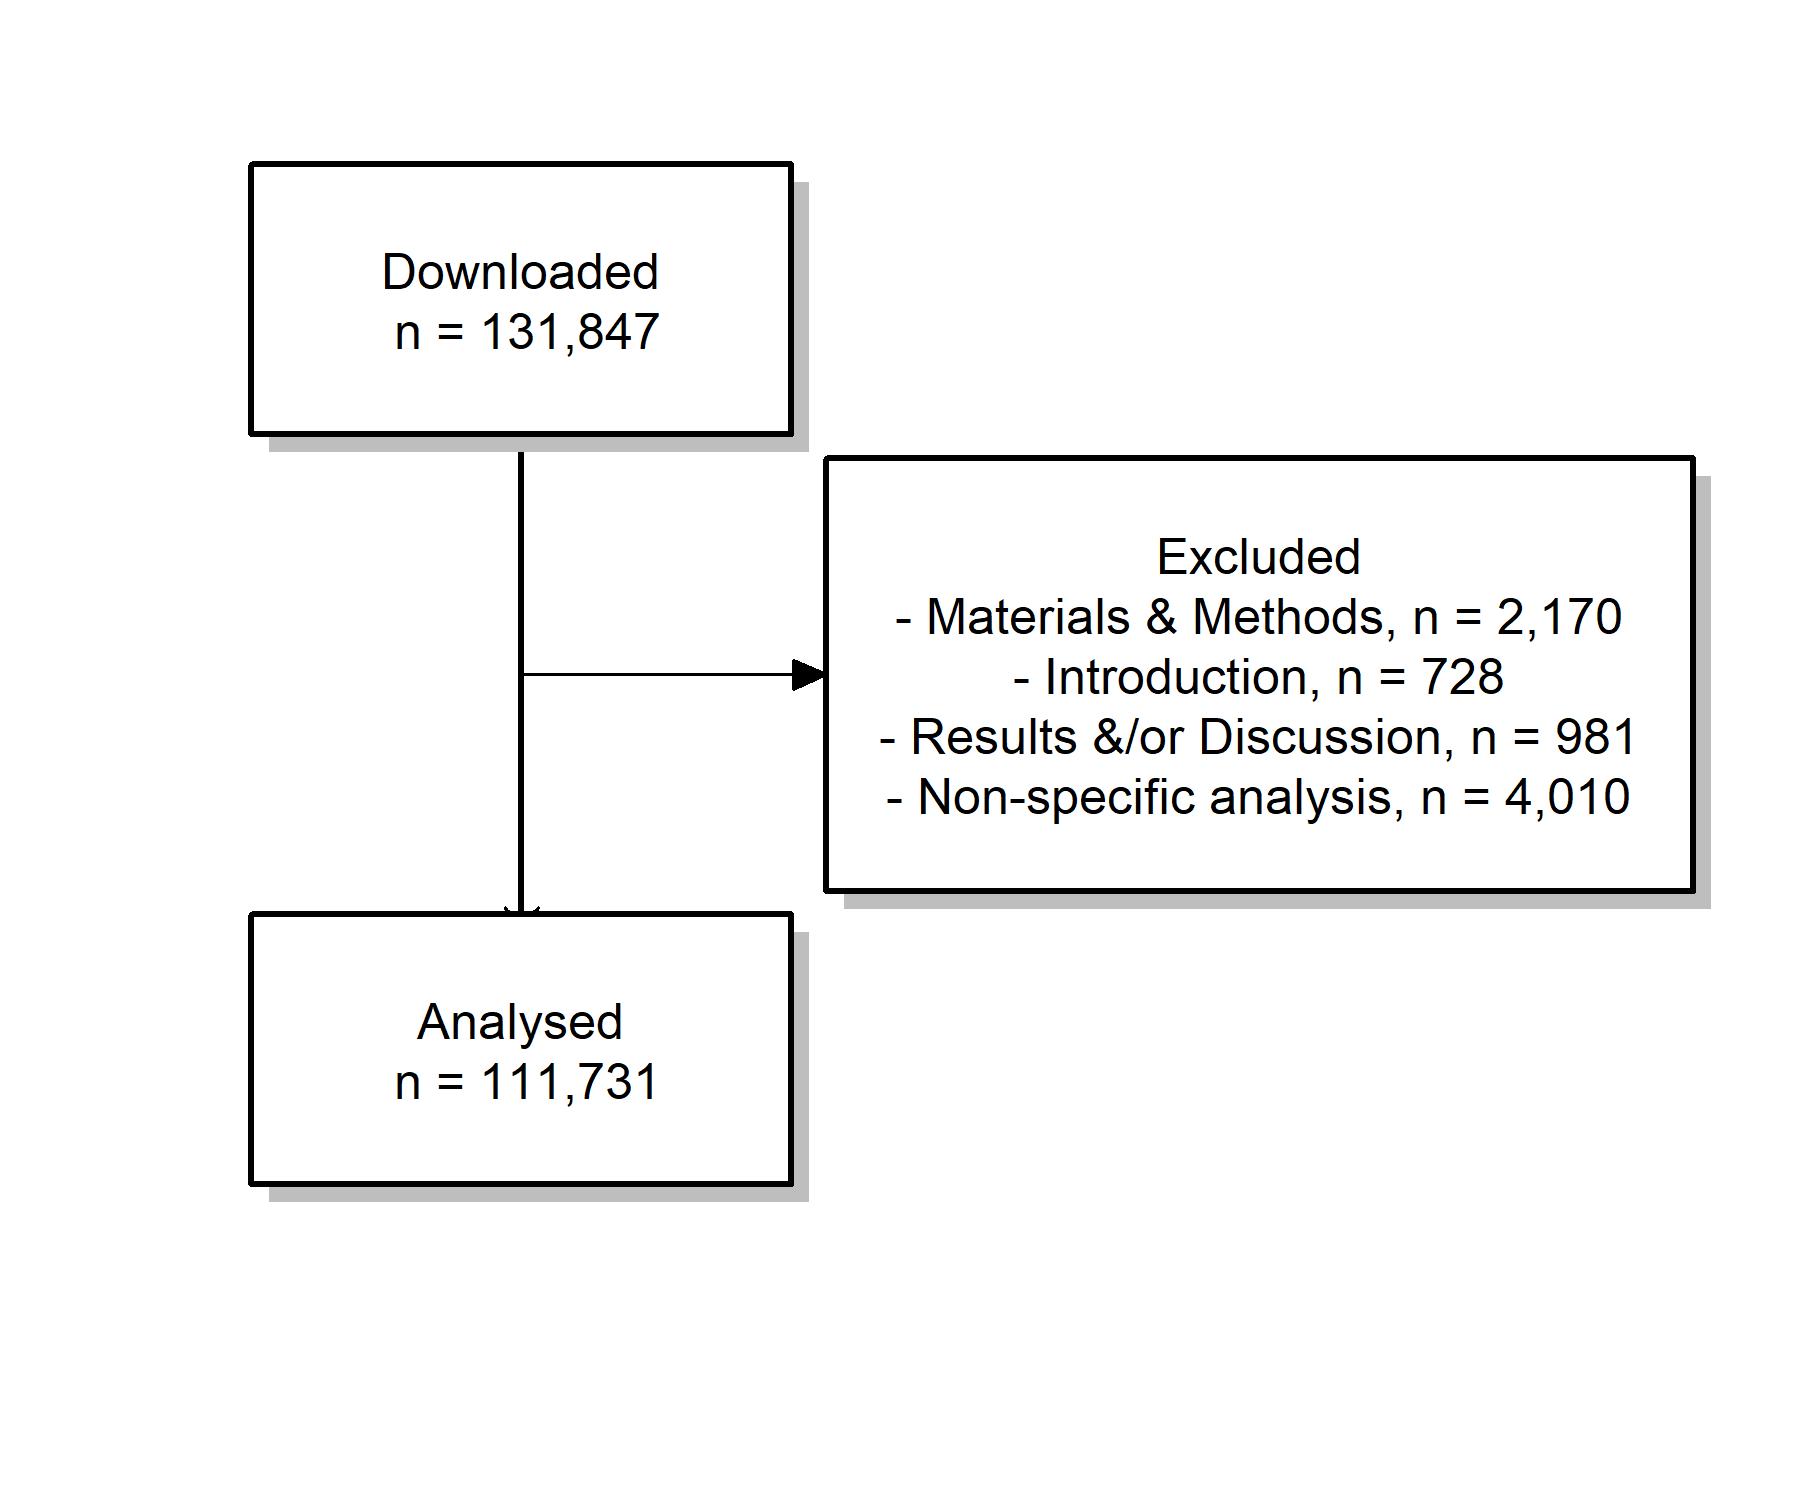 Downloaded
n = 131,847
Excluded
- Materials & Methods, n = 2,170
- Introduction, n = 728
- Results &/or Discussion, n = 981
- Non-specific analysis, n = 4,010
Analysed
n = 111,731